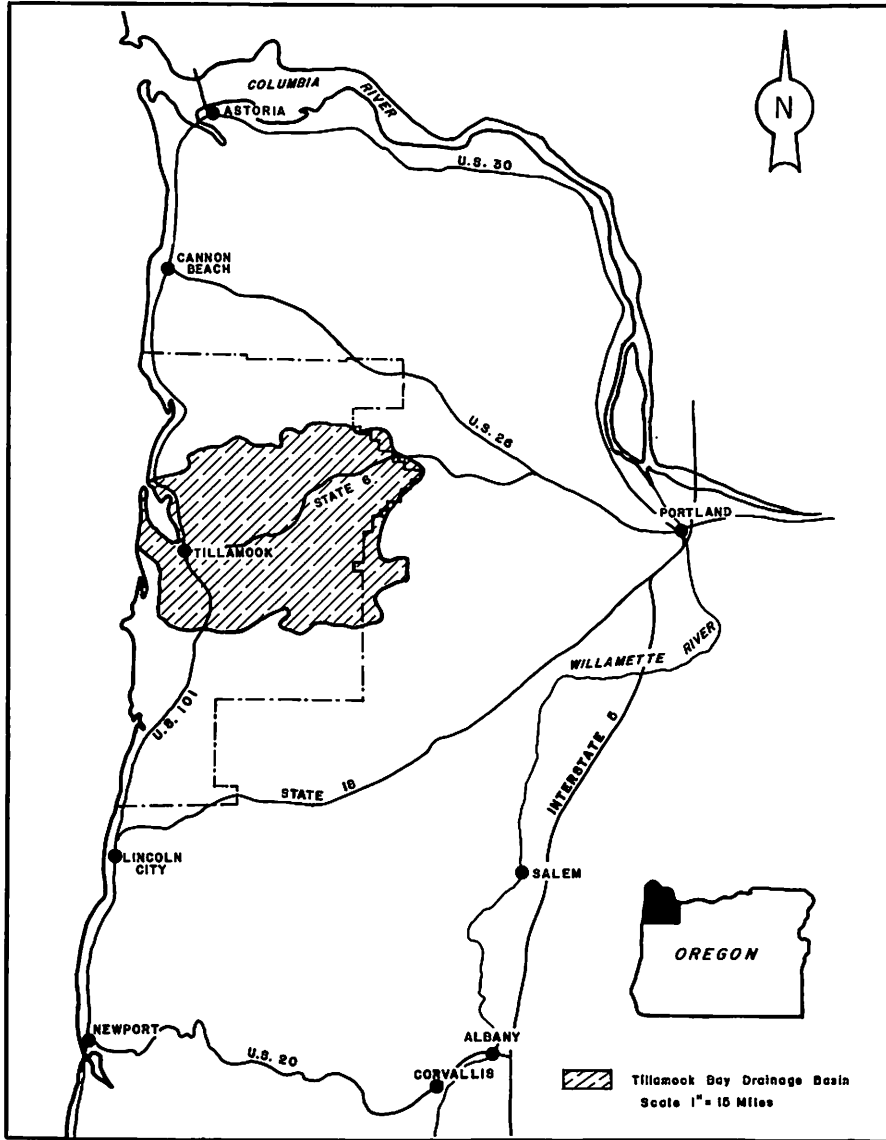 COLUMBIA
RIVER
N
ASTORIA
U.S. 30
CANNON
BEACH
U.S. 26
STATE 6
PORTLAND
TILLAMOOK
WILLAMETTE
RIVER
U.S. 101
INTERSTATE 5
STATE 18
LINCOLN
CITY
SALEM
OREGON
NEWPORT
ALBANY
U.S. 20
CORVALLIS
Tillamook Bay Drainage Basin
Scale 1" = 15 Miles